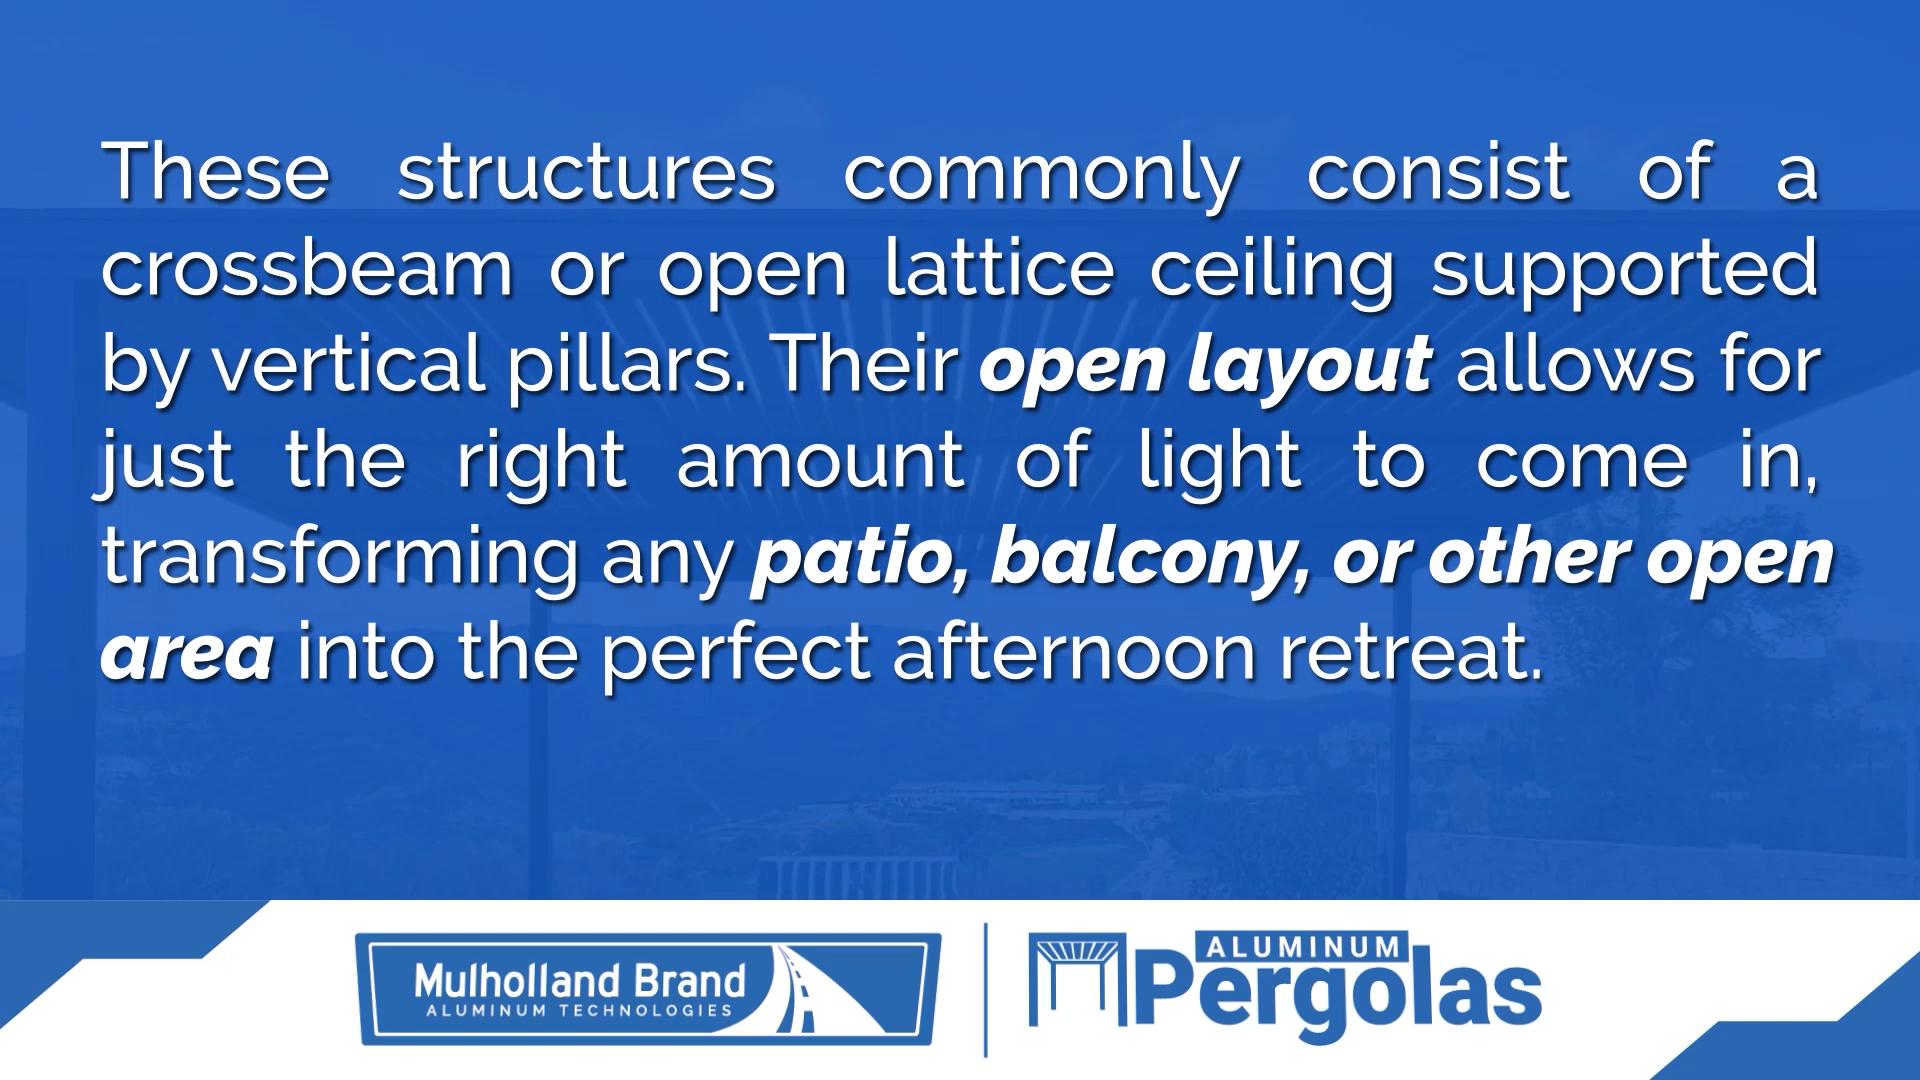 These structures commonly consist of a
crossbeam or open lattice ceiling supported
by vertical pillars. Their open layout allows for
just the right amount of light to come in,
transforming any patio, balcony, or other open
area into the perfect afternoon retreat.
Mulholland Brand
ALUMINUM TECHNOLOGIES
ALUMINUM
Pergolas